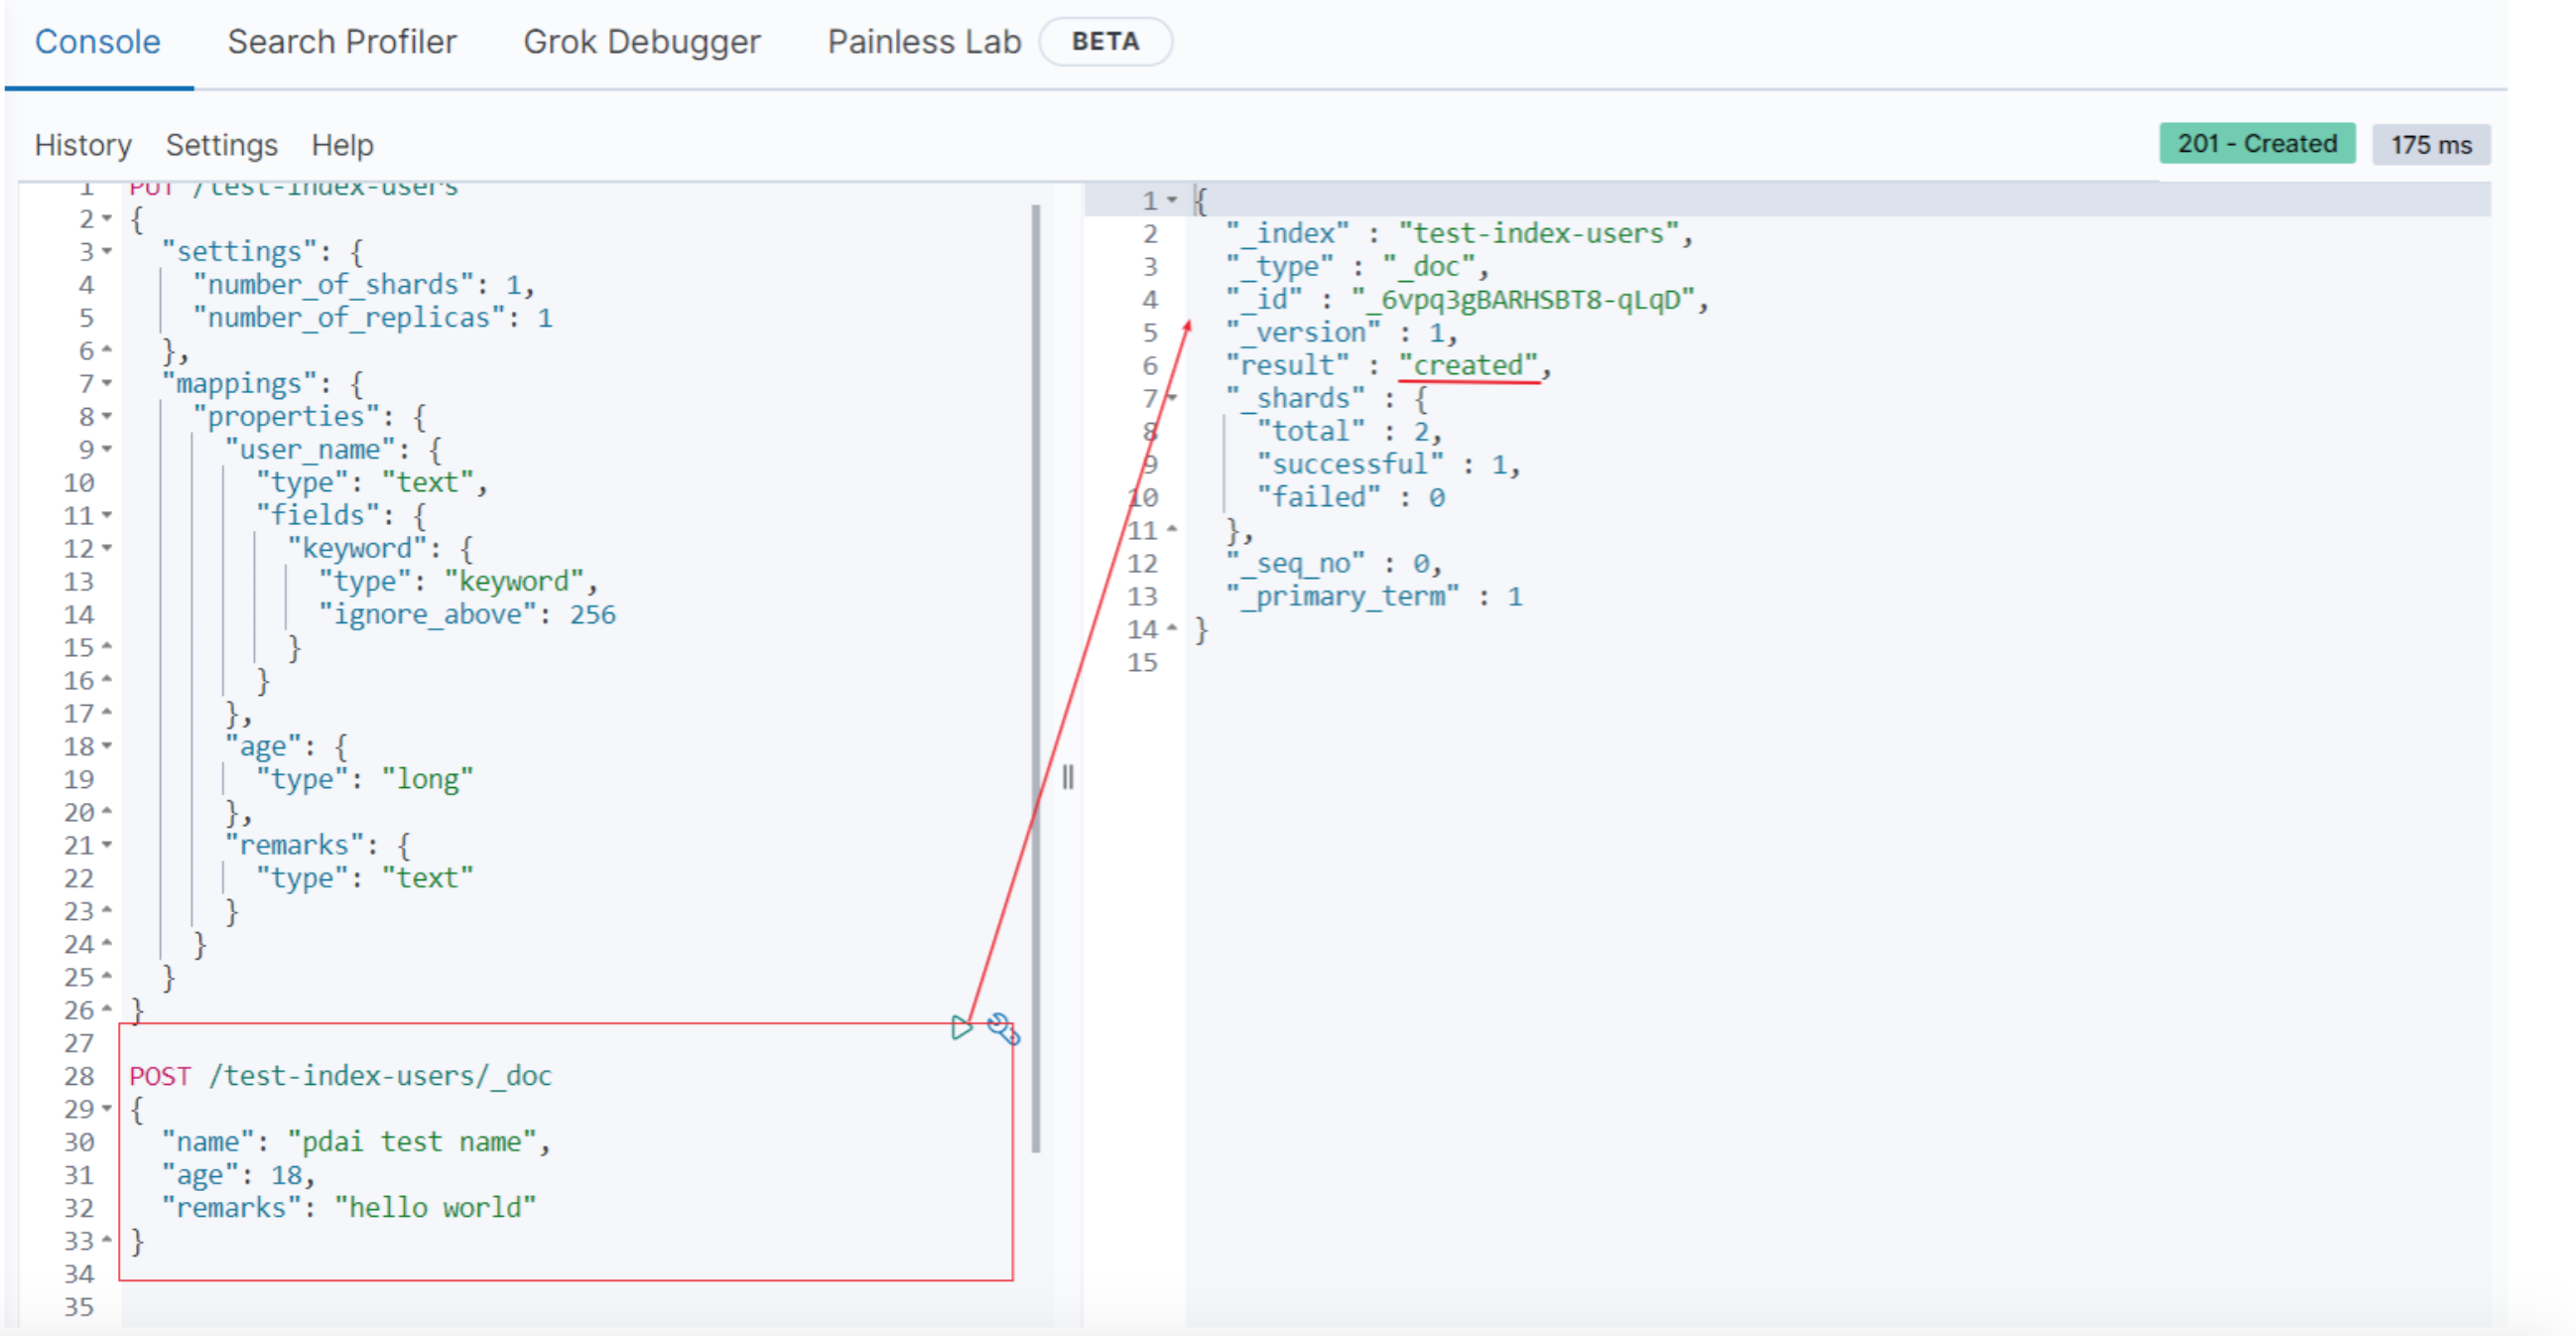 Console Search Profiler Grok Debugger Painless Lab BETA
History Settings Help 201 - Created 175 ms
1 PUT /test-index-users
2 {
3 "settings": {
4 "number_of_shards": 1,
5 "number_of_replicas": 1
6 },
7 "mappings": {
8 "properties": {
9 "user_name": {
10 "type": "text",
11 "fields": {
12 "keyword": {
13 "type": "keyword",
14 "ignore_above": 256
15 }
16 }
17 },
18 "age": {
19 "type": "long"
20 },
21 "remarks": {
22 "type": "text"
23 }
24 }
25 }
26 }
27
28 POST /test-index-users/_doc
29 {
30 "name": "pdai test name",
31 "age": 18,
32 "remarks": "hello world"
33 }
34
35
1 {
2 "_index" : "test-index-users",
3 "_type" : "_doc",
4 "_id" : "_6vpq3gBARHSBT8-qLqD",
5 "_version" : 1,
6 "result" : "created",
7 "_shards" : {
8 "total" : 2,
9 "successful" : 1,
10 "failed" : 0
11 },
12 "_seq_no" : 0,
13 "_primary_term" : 1
14 }
15